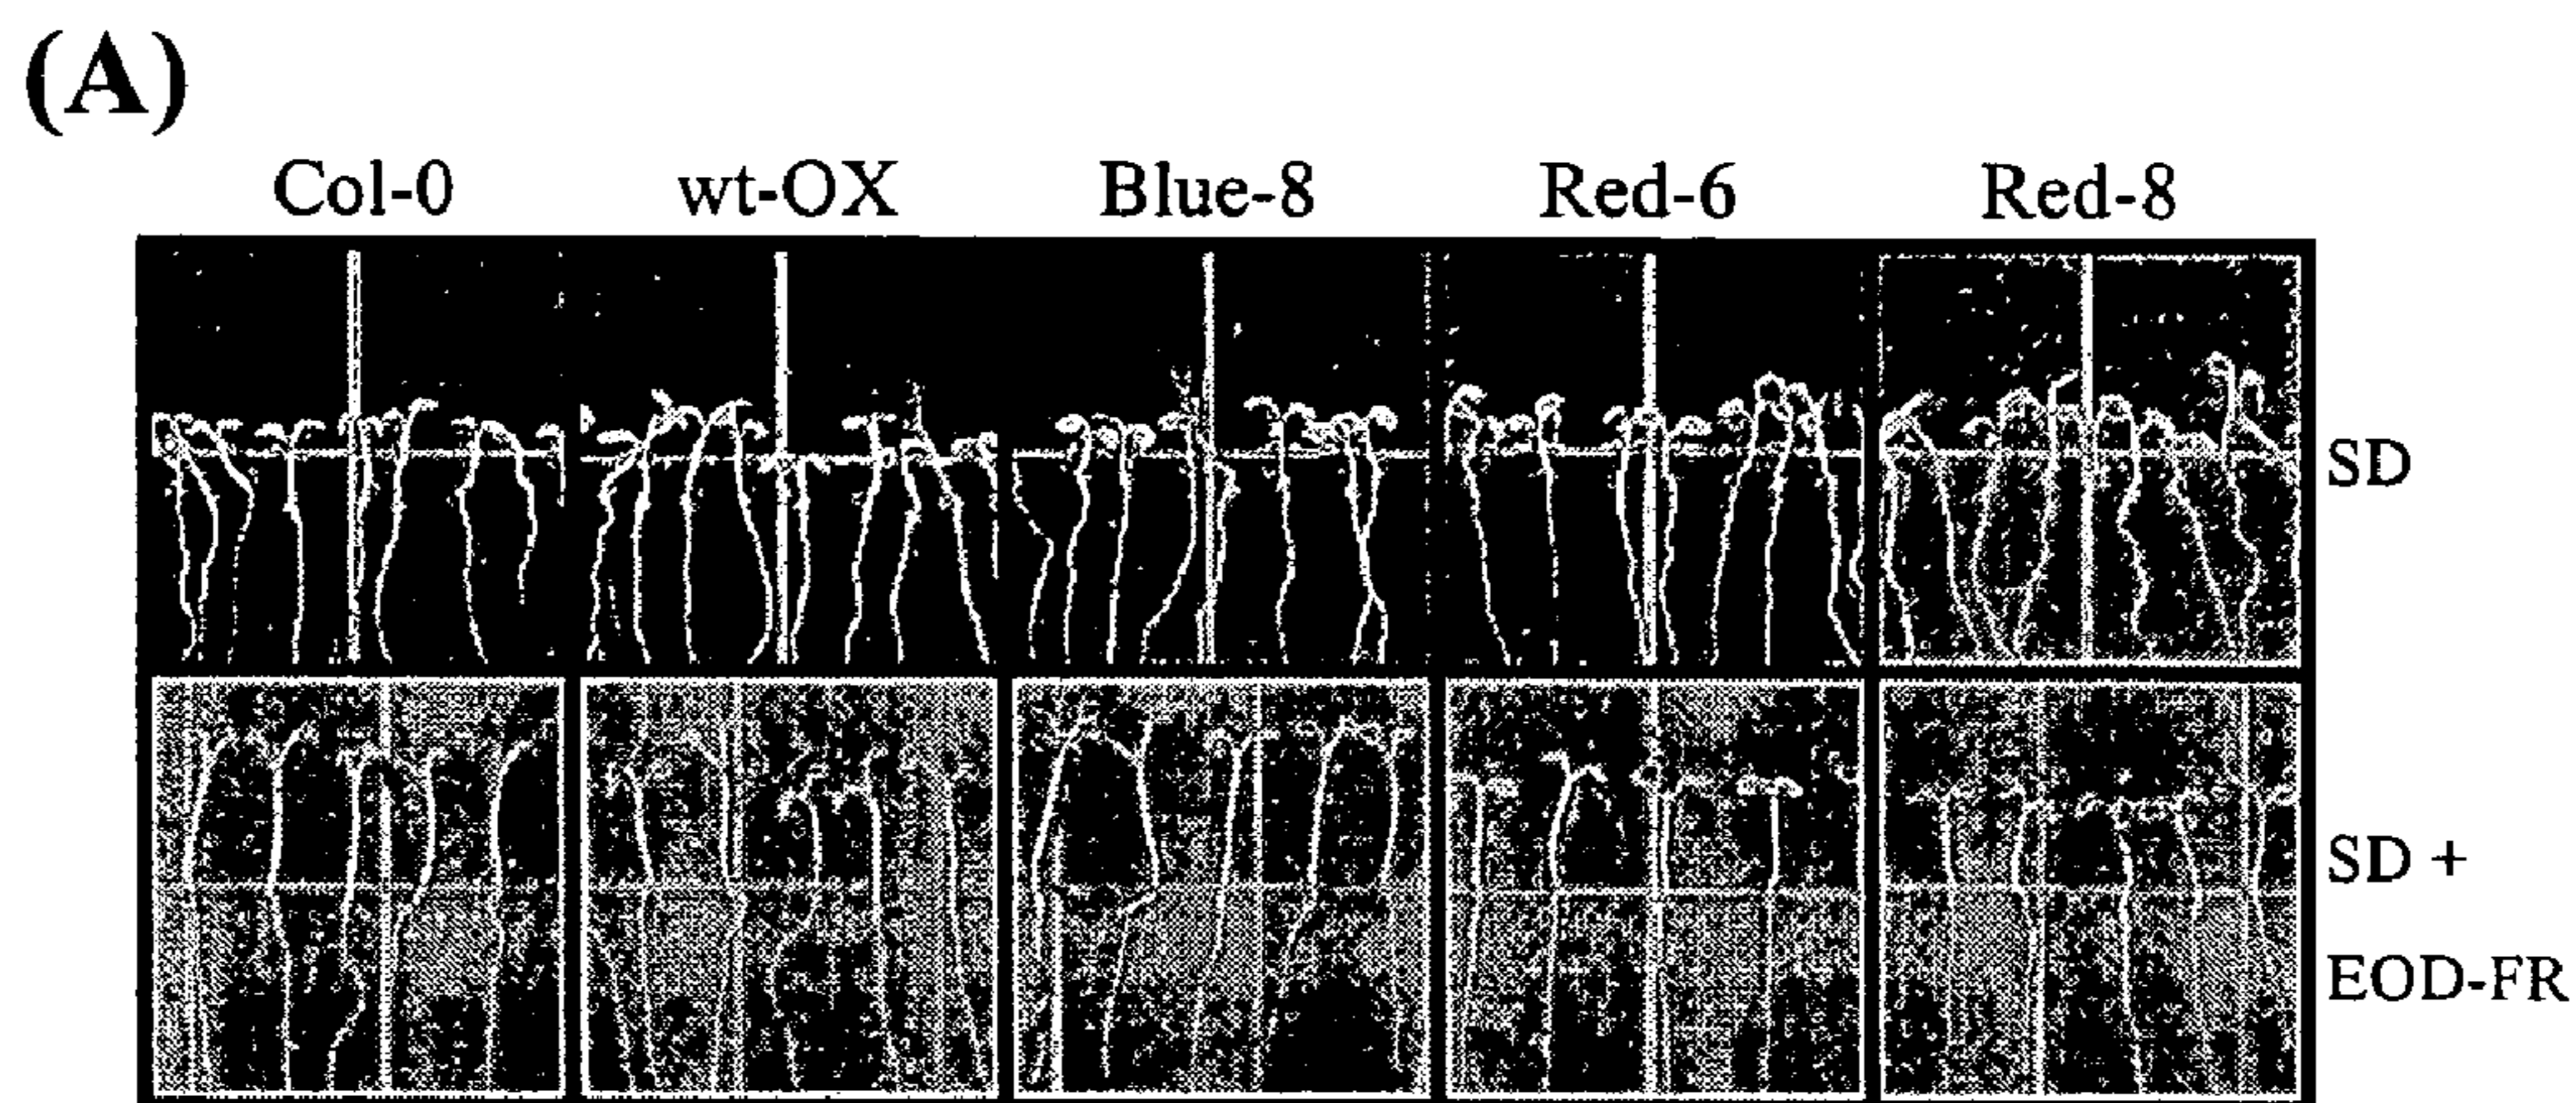 (A)
Col-0 wt-OX Blue-8 Red-6 Red-8
SD
SD +
EOD-FR